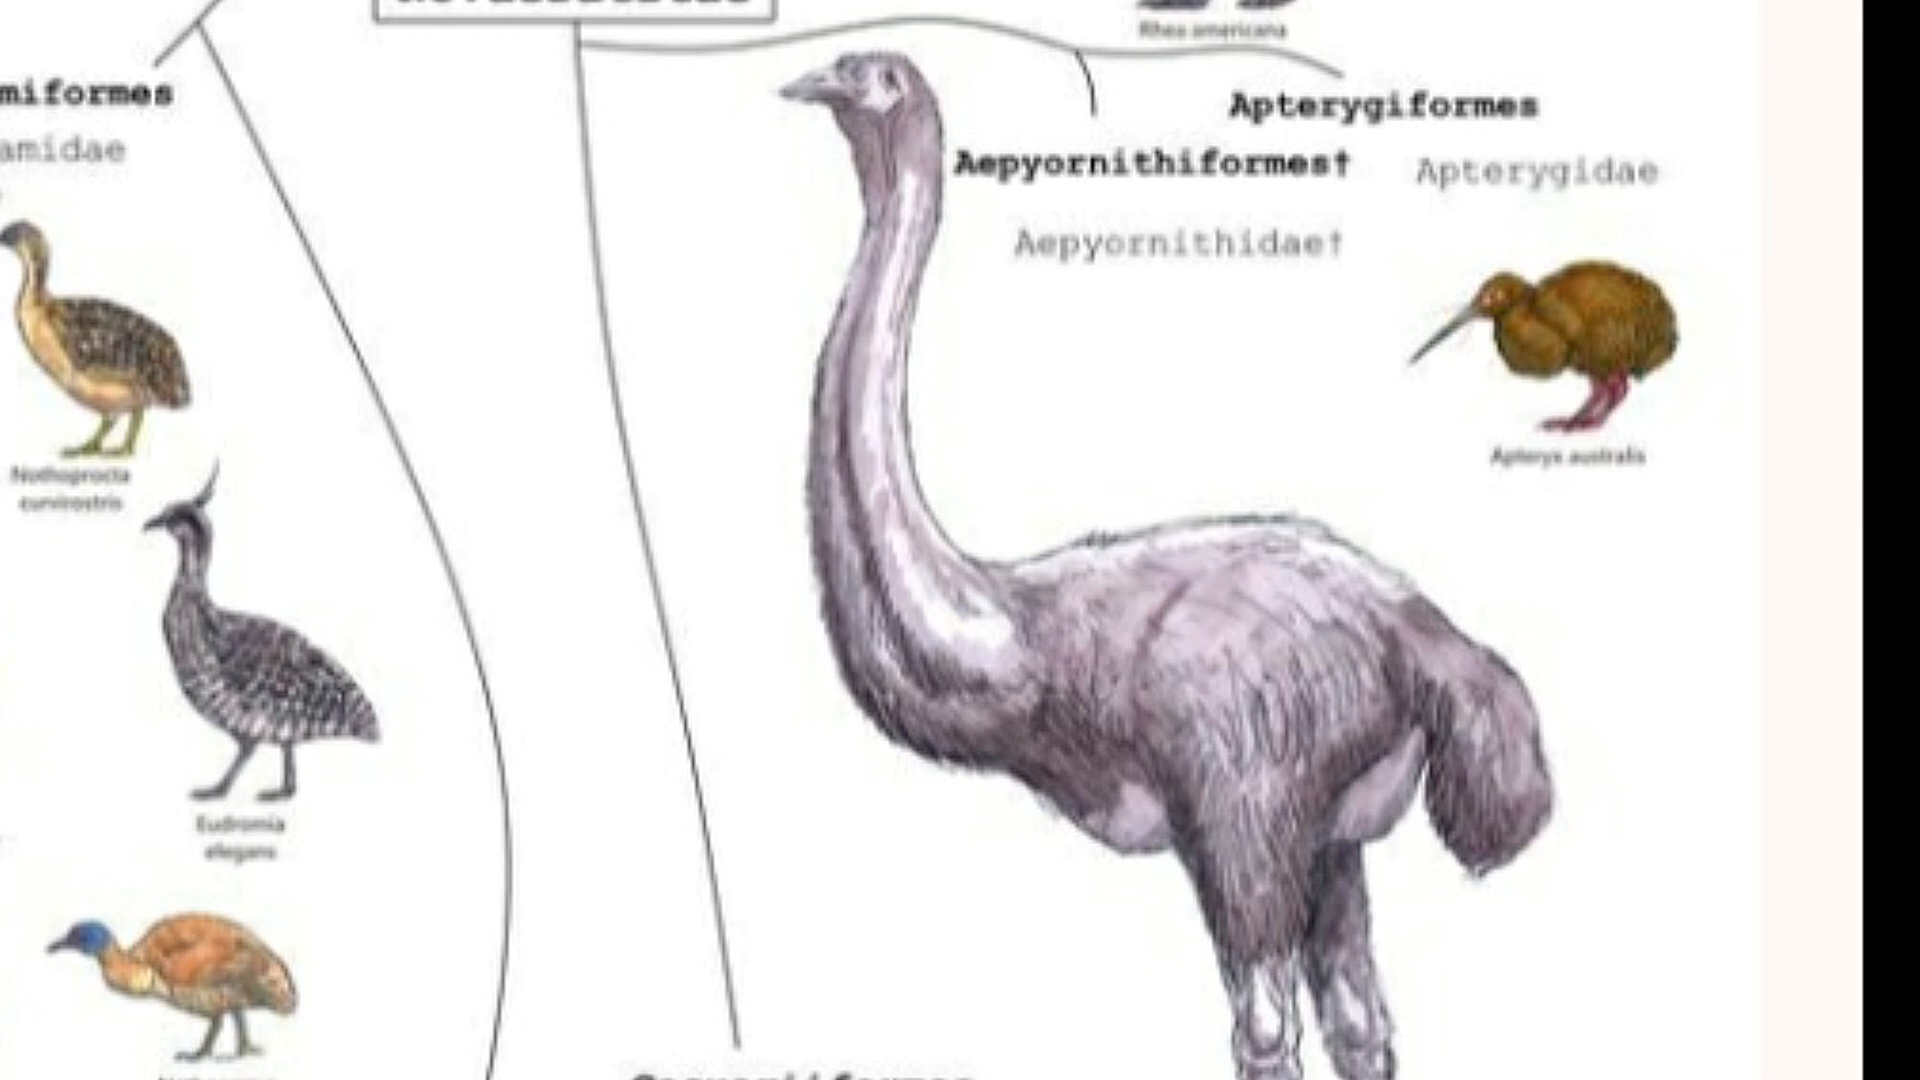 Rhea americana
miformes
Apterygiformes
Aepyornithiformes†
amidae
Apterygidae
Aepyornithidae†
Apteryx australis
Nothoprocta
curvirostris
Eudromia
elegans